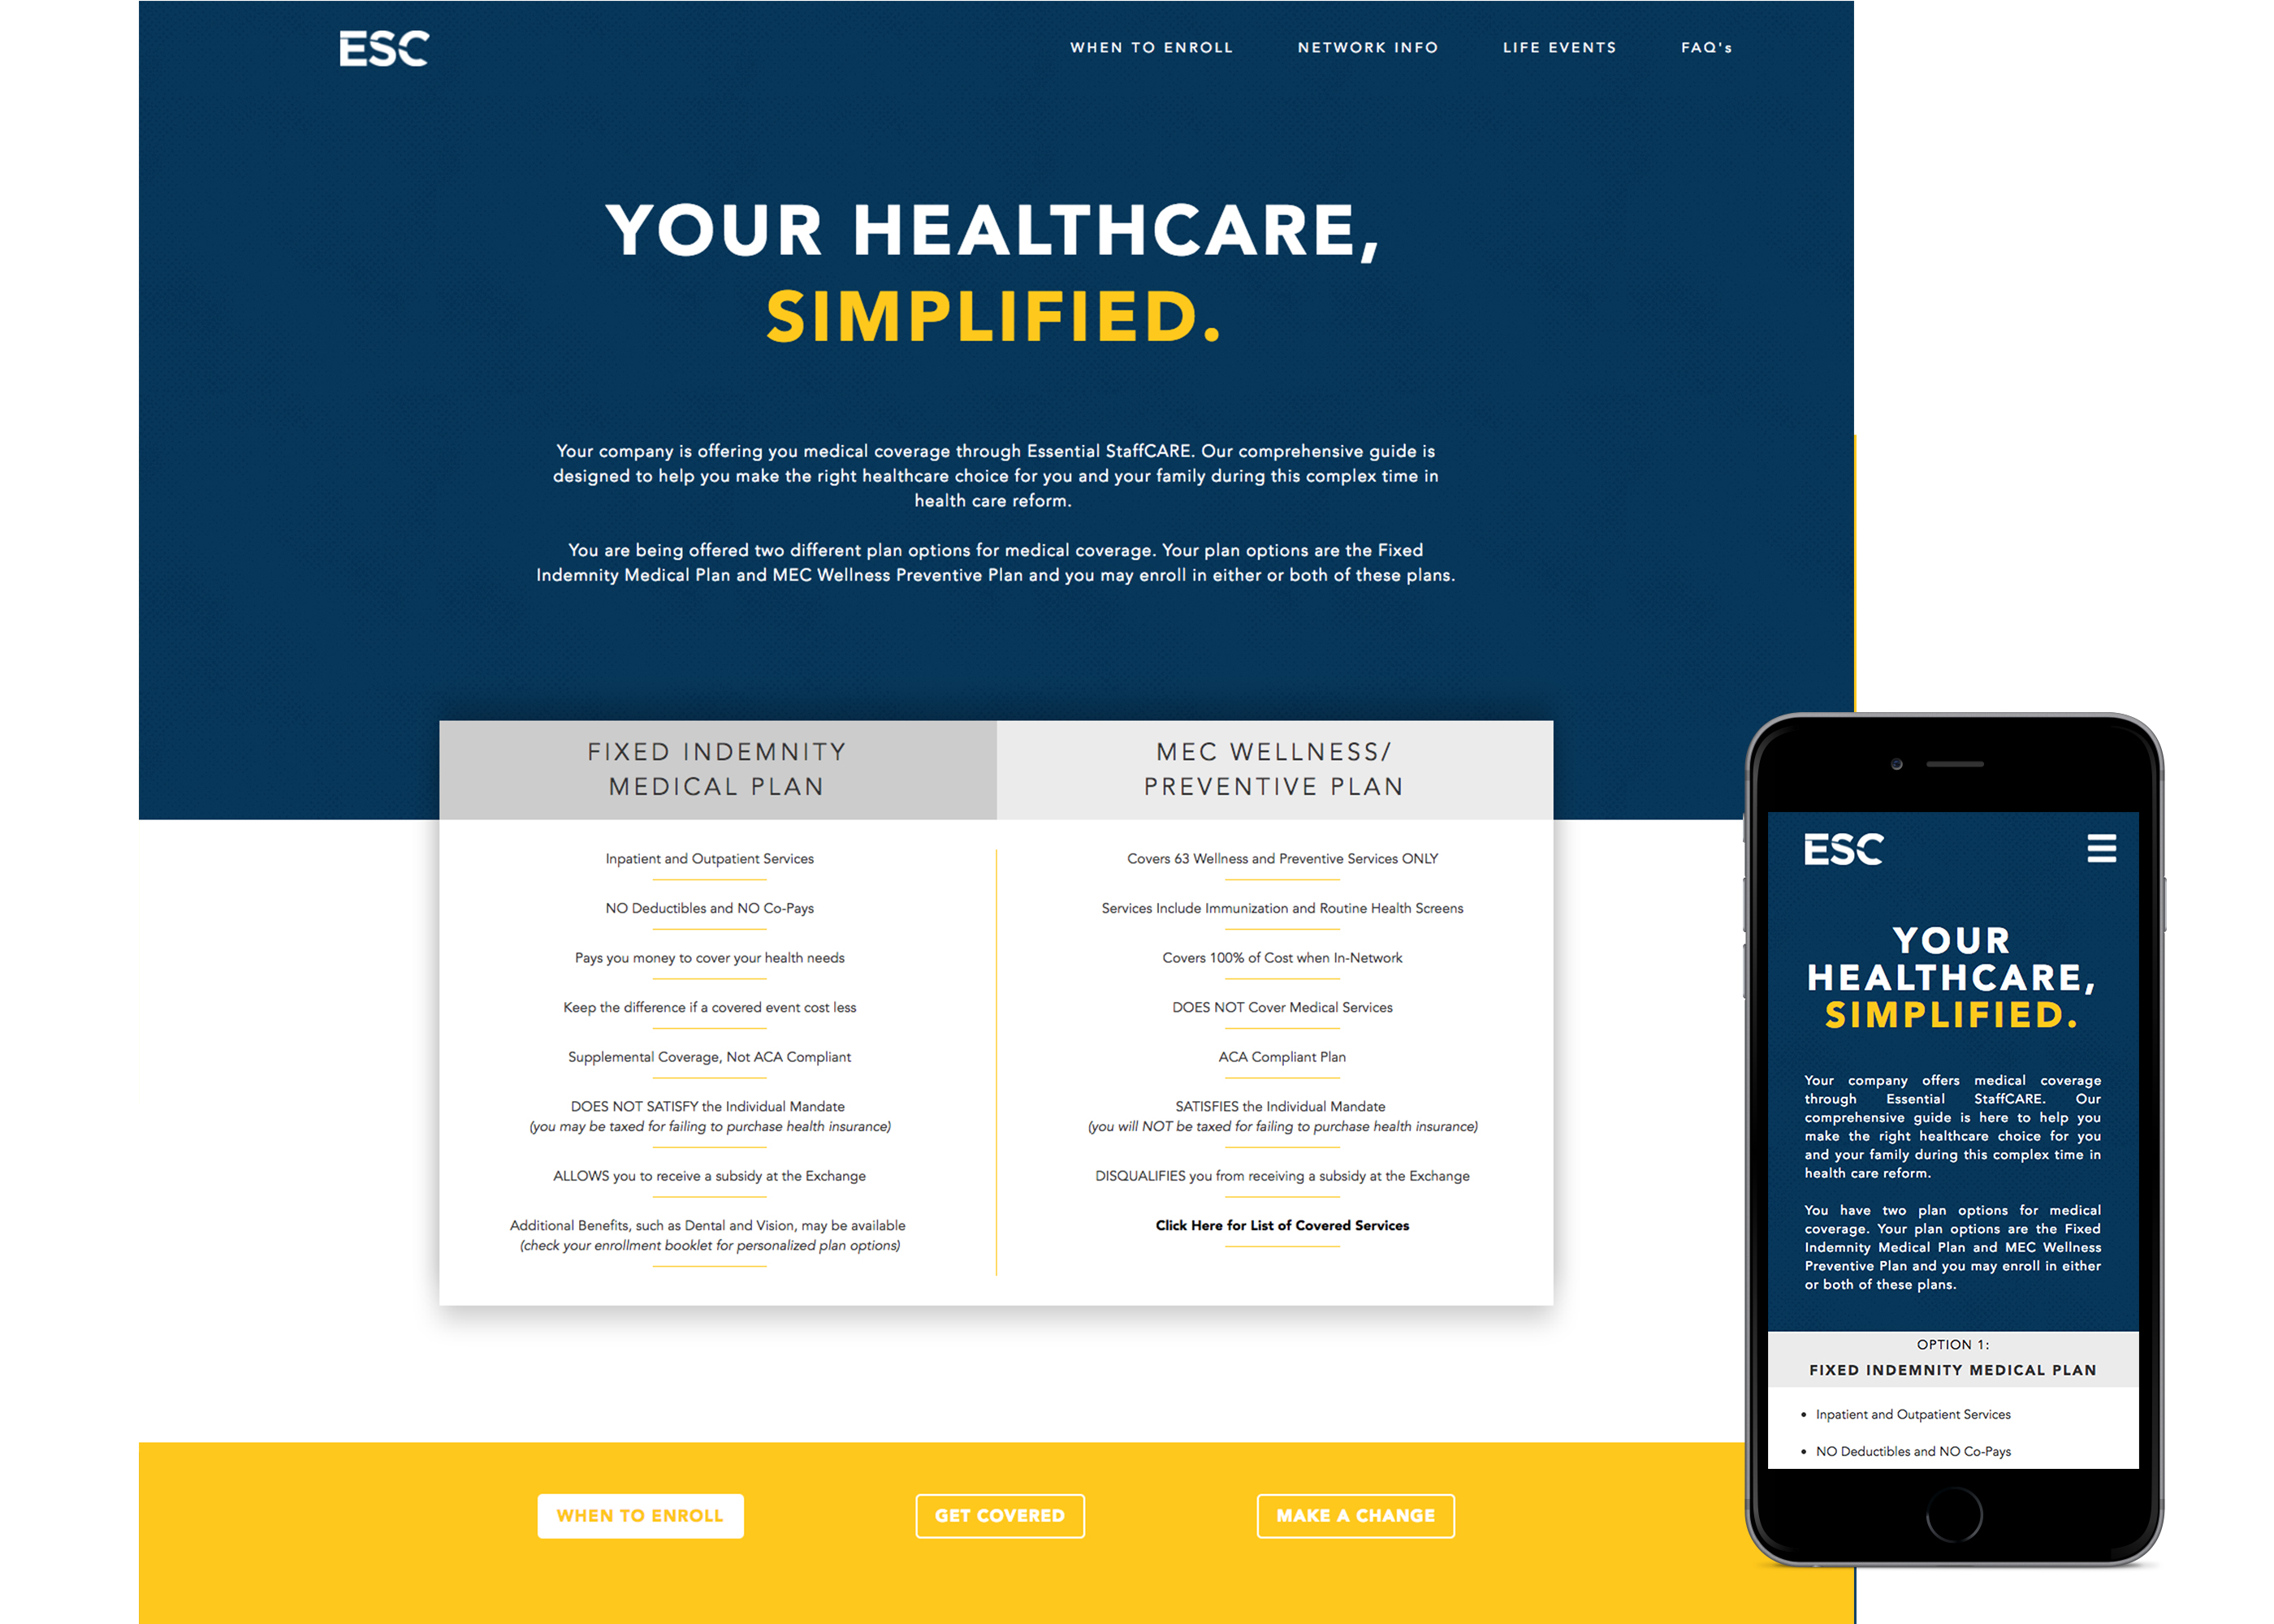 ESC
WHEN TO ENROLL
NETWORK INFO
LIFE EVENTS
FAQ's
YOUR HEALTHCARE,
SIMPLIFIED.
Your company is offering you medical coverage through Essential StaffCARE. Our comprehensive guide is
designed to help you make the right healthcare choice for you and your family during this complex time in
health care reform.
You are being offered two different plan options for medical coverage. Your plan options are the Fixed
Indemnity Medical Plan and MEC Wellness Preventive Plan and you may enroll in either or both of these plans.
FIXED INDEMNITY
MEDICAL PLAN
Inpatient and Outpatient Services
NO Deductibles and NO Co-Pays
Pays you money to cover your health needs
Keep the difference if a covered event cost less
Supplemental Coverage, Not ACA Compliant
DOES NOT SATISFY the Individual Mandate
(you may be taxed for failing to purchase health insurance)
ALLOWS you to receive a subsidy at the Exchange
Additional Benefits, such as Dental and Vision, may be available
(check your enrollment booklet for personalized plan options)
MEC WELLNESS/
PREVENTIVE PLAN
Covers 63 Wellness and Preventive Services ONLY
Services Include Immunization and Routine Health Screens
Covers 100% of Cost when In-Network
DOES NOT Cover Medical Services
ACA Compliant Plan
SATISFIES the Individual Mandate
(you will NOT be taxed for failing to purchase health insurance)
DISQUALIFIES you from receiving a subsidy at the Exchange
Click Here for List of Covered Services
WHEN TO ENROLL
GET COVERED
MAKE A CHANGE
ESC
YOUR
HEALTHCARE,
SIMPLIFIED.
Your company offers medical coverage
through Essential StaffCARE. Our
comprehensive guide is here to help you
make the right healthcare choice for you
and your family during this complex time in
health care reform.
You have two plan options for medical
coverage. Your plan options are the Fixed
Indemnity Medical Plan and MEC Wellness
Preventive Plan and you may enroll in either
or both of these plans.
OPTION 1:
FIXED INDEMNITY MEDICAL PLAN
• Inpatient and Outpatient Services
• NO Deductibles and NO Co-Pays